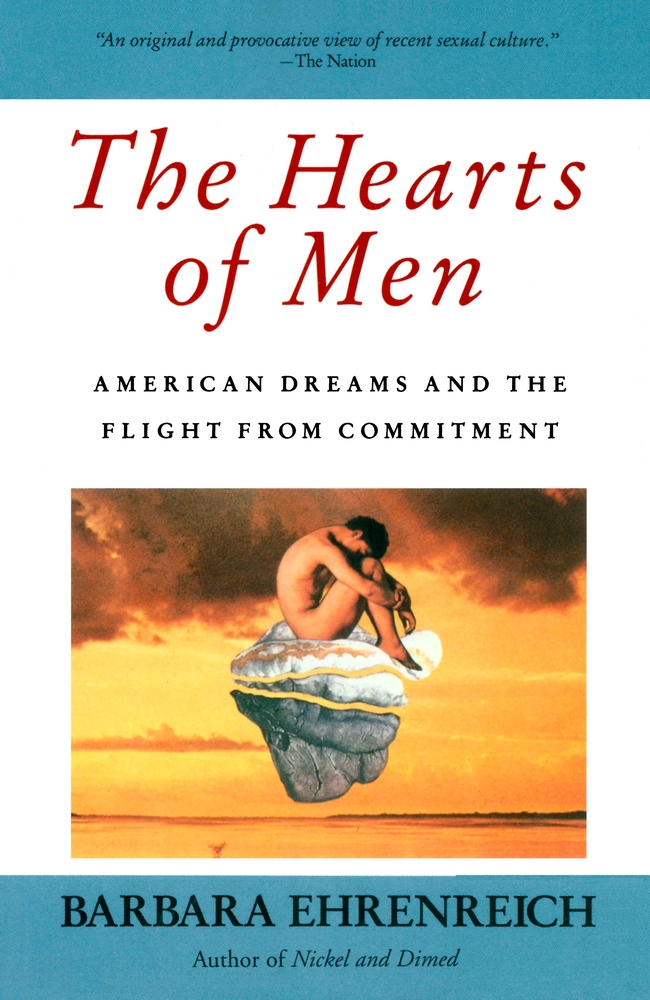 “An original and provocative view of recent sexual culture.”
—The Nation
The Hearts
of Men
AMERICAN DREAMS AND THE
FLIGHT FROM COMMITMENT
BARBARA EHRENREICH
Author of Nickel and Dimed